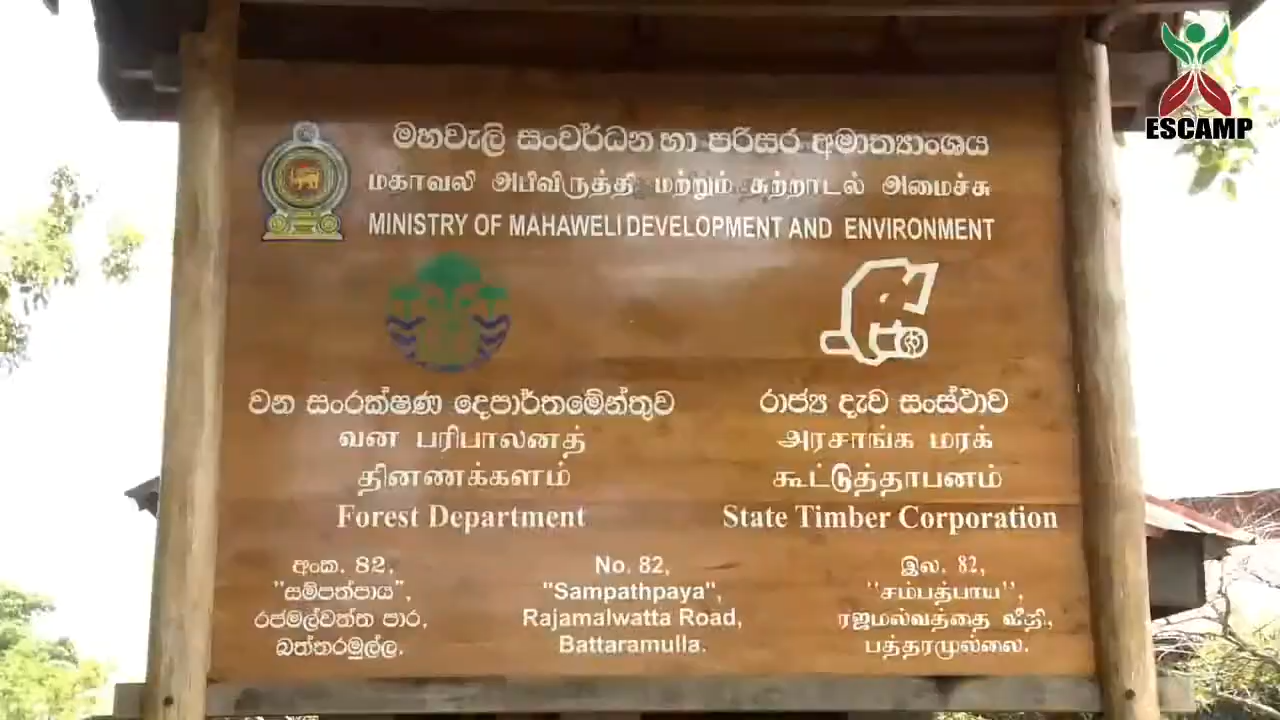 ESCAMP
මහවැලි සංවර්ධන හා පරිසර අමාත්‍යාංශය
மகாவலி அபிவிருத்தி மற்றும் சுற்றாடல் அமைச்சு
MINISTRY OF MAHAWELI DEVELOPMENT AND ENVIRONMENT
වන සංරක්ෂණ දෙපාර්තමේන්තුව
வன பரிபாலனத்
தினணக்களம்
Forest Department
රාජ්‍ය දැව සංස්ථාව
அரசாங்க மரக்
கூட்டுத்தாபனம்
State Timber Corporation
අංක. 82,
"සම්පත්පාය",
රජමල්වත්ත පාර,
බත්තරමුල්ල.
No. 82,
"Sampathpaya",
Rajamalwatta Road,
Battaramulla.
இல. 82,
"சம்பத்பாய",
ரஜமல்வத்தை வீதி,
பத்தரமுல்லை.